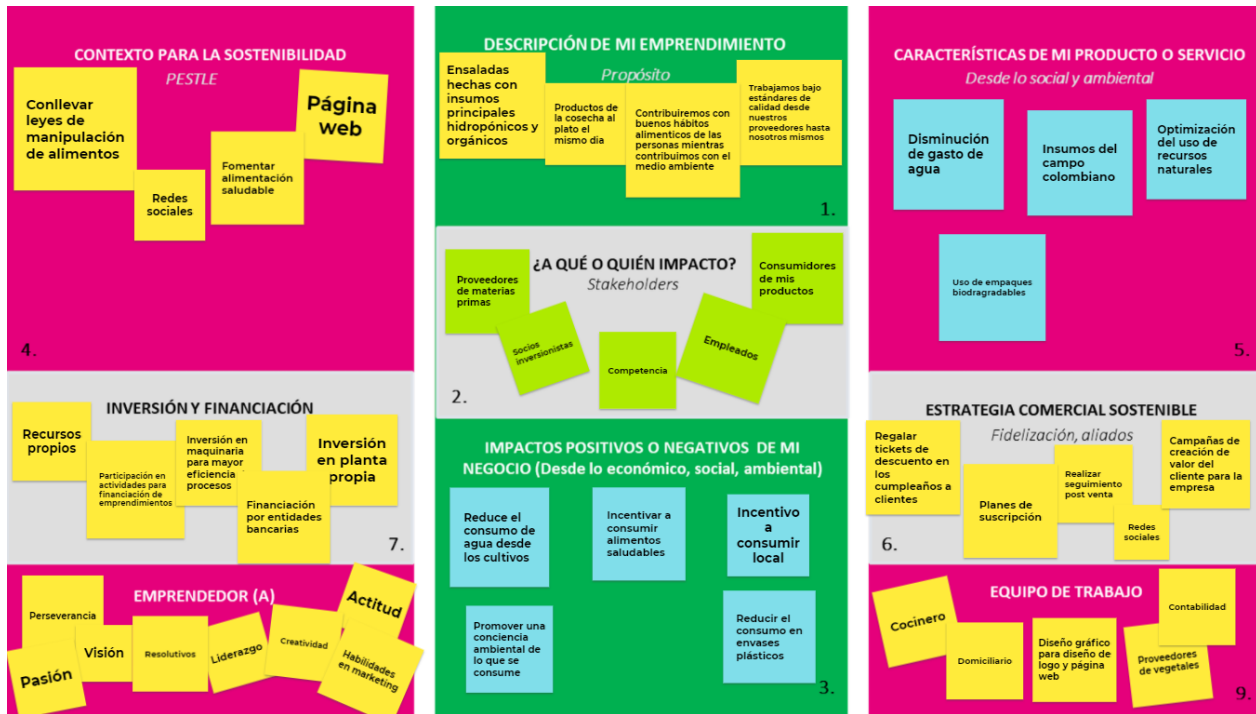 CONTEXTO PARA LA SOSTENIBILIDAD
PESTLE
Conllevar
leyes de
manipulación
de alimentos
Redes
sociales
Fomentar
alimentación
saludable
Página
web
4.
DESCRIPCIÓN DE MI EMPRENDIMIENTO
Propósito
Ensaladas
hechas con
insumos
principales
hidropónicos y
orgánicos
Productos de
la cosecha al
plato el
mismo dia
Contribuiremos con
buenos hábitos
alimenticos de las
personas mientras
contribuimos con el
medio ambiente
Trabajamos bajo
estándares de
calidad desde
nuestros
proveedores hasta
nosotros mismos
1.
CARACTERÍSTICAS DE MI PRODUCTO O SERVICIO
Desde lo social y ambiental
Disminución
de gasto de
agua
Insumos del
campo
colombiano
Optimización
del uso de
recursos
naturales
Uso de empaques
biodragradables
5.
¿A QUÉ O QUIÉN IMPACTO?
Stakeholders
Proveedores
de materias
primas
Socios
inversionistas
Competencia
Empleados
Consumidores
de mis
productos
2.
INVERSIÓN Y FINANCIACIÓN
Recursos
propios
Participación en
actividades para
financiación de
emprendimientos
Inversión en
maquinaria
para mayor
eficiencia
procesos
Financiación
por entidades
bancarias
Inversión
en planta
propia
7.
IMPACTOS POSITIVOS O NEGATIVOS DE MI
NEGOCIO (Desde lo económico, social, ambiental)
Reduce el
consumo de
agua desde
los cultivos
Incentivar a
consumir
alimentos
saludables
Incentivo
a
consumir
local
Promover una
conciencia
ambiental de
lo que se
consume
Reducir el
consumo en
envases
plásticos
3.
ESTRATEGIA COMERCIAL SOSTENIBLE
Fidelización, aliados
Regalar
tickets de
descuento en
los
cumpleaños a
clientes
Planes de
suscripción
Realizar
seguimiento
post venta
Redes
sociales
Campañas de
creación de
valor del
cliente para la
empresa
6.
EMPRENDEDOR (A)
Perseverancia
Pasión
Visión
Resolutivos
Liderazgo
Creatividad
Actitud
Habilidades
en marketing
EQUIPO DE TRABAJO
Cocinero
Domiciliario
Diseño gráfico
para diseño de
logo y página
web
Proveedores
de vegetales
Contabilidad
9.